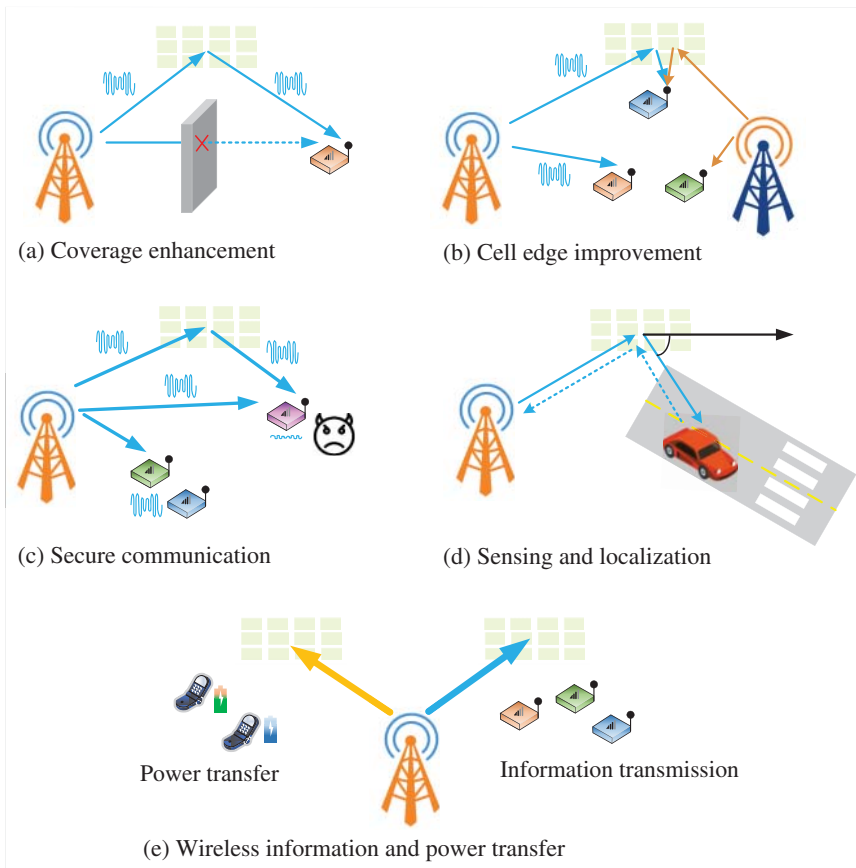 (a) Coverage enhancement
(b) Cell edge improvement
(c) Secure communication
(d) Sensing and localization
Power transfer
Information transmission
(e) Wireless information and power transfer